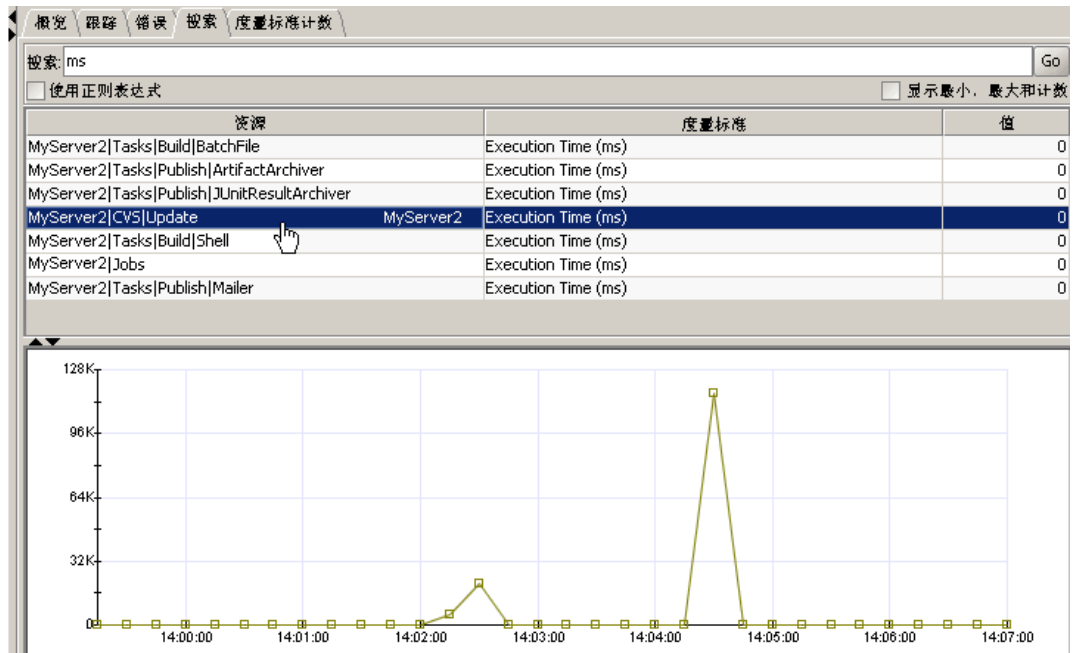 概览 跟踪 错误 搜索 度量标准计数
搜索: ms Go
使用正则表达式 显示最小，最大和计数
资源 度量标准 值
MyServer2|Tasks|Build|BatchFile Execution Time (ms) 0
MyServer2|Tasks|Publish|ArtifactArchiver Execution Time (ms) 0
MyServer2|Tasks|Publish|JUnitResultArchiver Execution Time (ms) 0
MyServer2|CVS|Update MyServer2 Execution Time (ms) 0
MyServer2|Tasks|Build|Shell Execution Time (ms) 0
MyServer2|Jobs Execution Time (ms) 0
MyServer2|Tasks|Publish|Mailer Execution Time (ms) 0
128K
96K
64K
32K
0
14:00:00 14:01:00 14:02:00 14:03:00 14:04:00 14:05:00 14:06:00 14:07:00